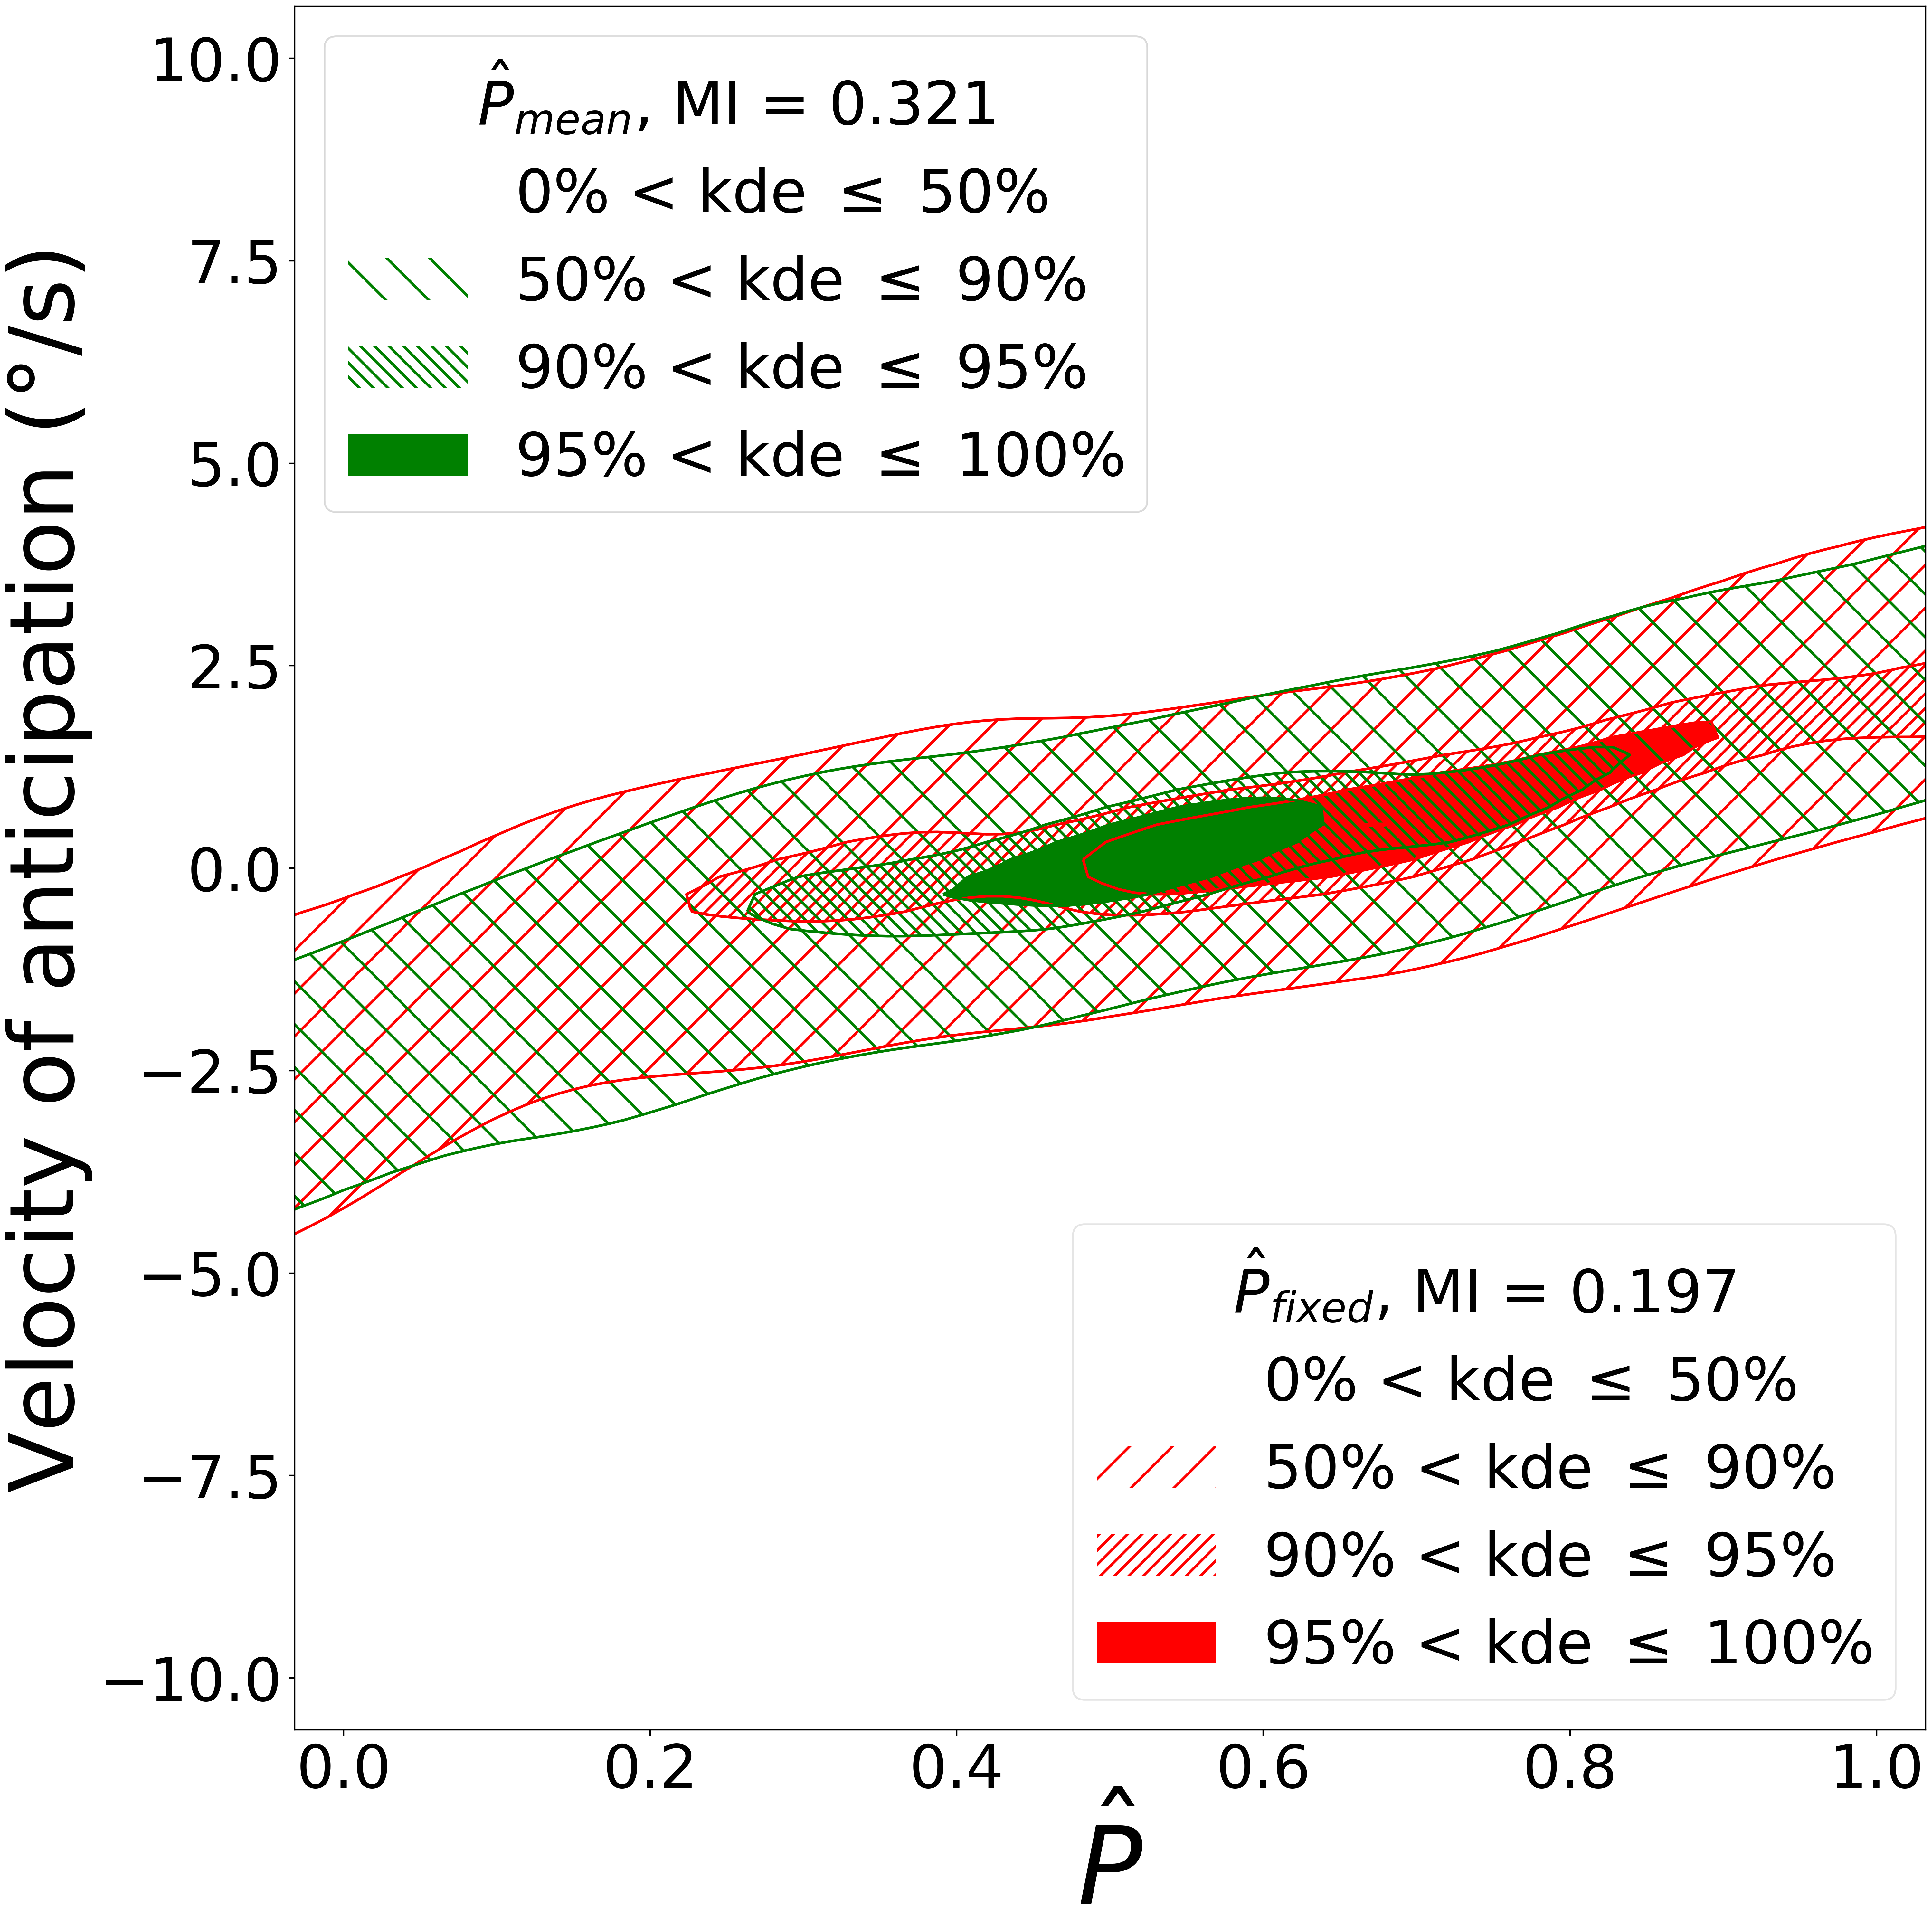 Velocity of anticipation (°/s)
10.0
7.5
5.0
2.5
0.0
−2.5
−5.0
−7.5
−10.0
P̂mean, MI = 0.321
0% < kde ≤ 50%
50% < kde ≤ 90%
90% < kde ≤ 95%
95% < kde ≤ 100%
P̂fixed, MI = 0.197
0% < kde ≤ 50%
50% < kde ≤ 90%
90% < kde ≤ 95%
95% < kde ≤ 100%
0.0 0.2 0.4 0.6 0.8 1.0
P̂